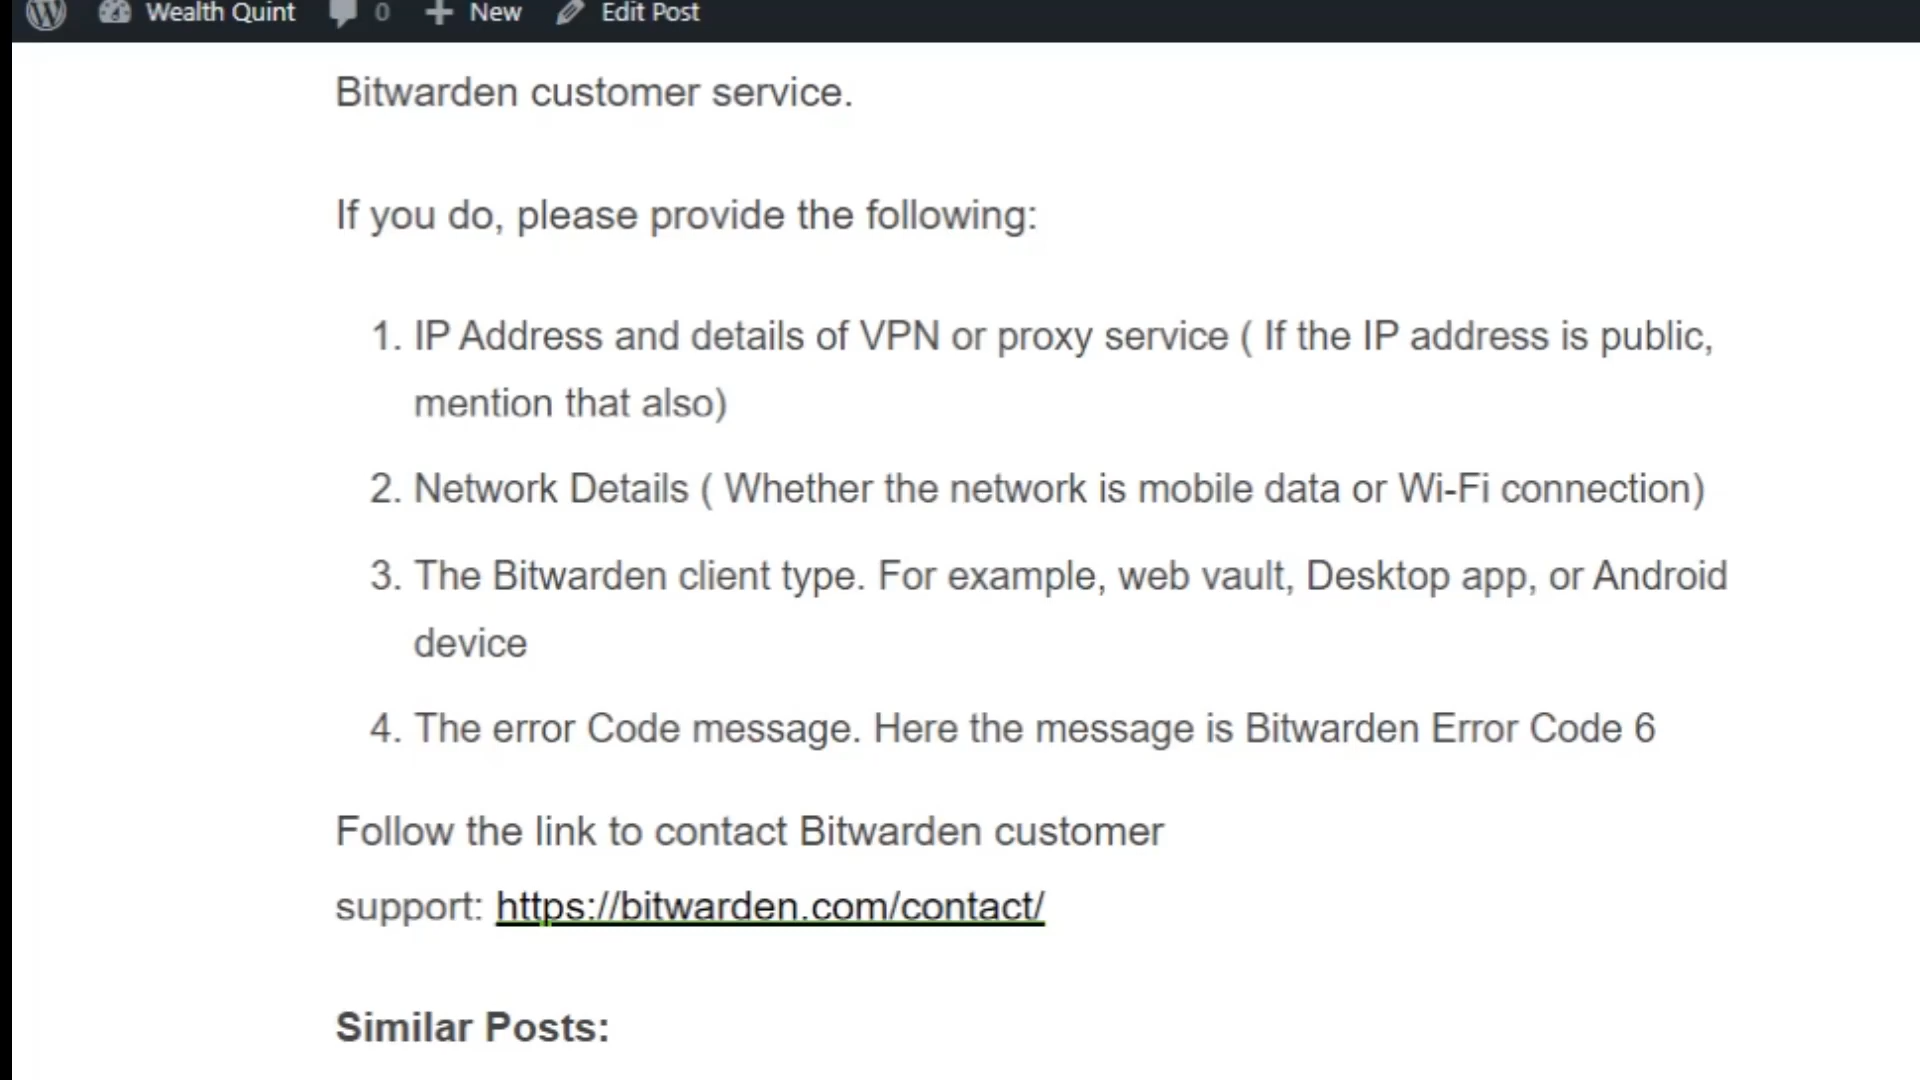 Wealth Quint 0 New Edit Post
Bitwarden customer service.
If you do, please provide the following:
1. IP Address and details of VPN or proxy service ( If the IP address is public,
mention that also)
2. Network Details ( Whether the network is mobile data or Wi-Fi connection)
3. The Bitwarden client type. For example, web vault, Desktop app, or Android
device
4. The error Code message. Here the message is Bitwarden Error Code 6
Follow the link to contact Bitwarden customer
support: https://bitwarden.com/contact/
Similar Posts: